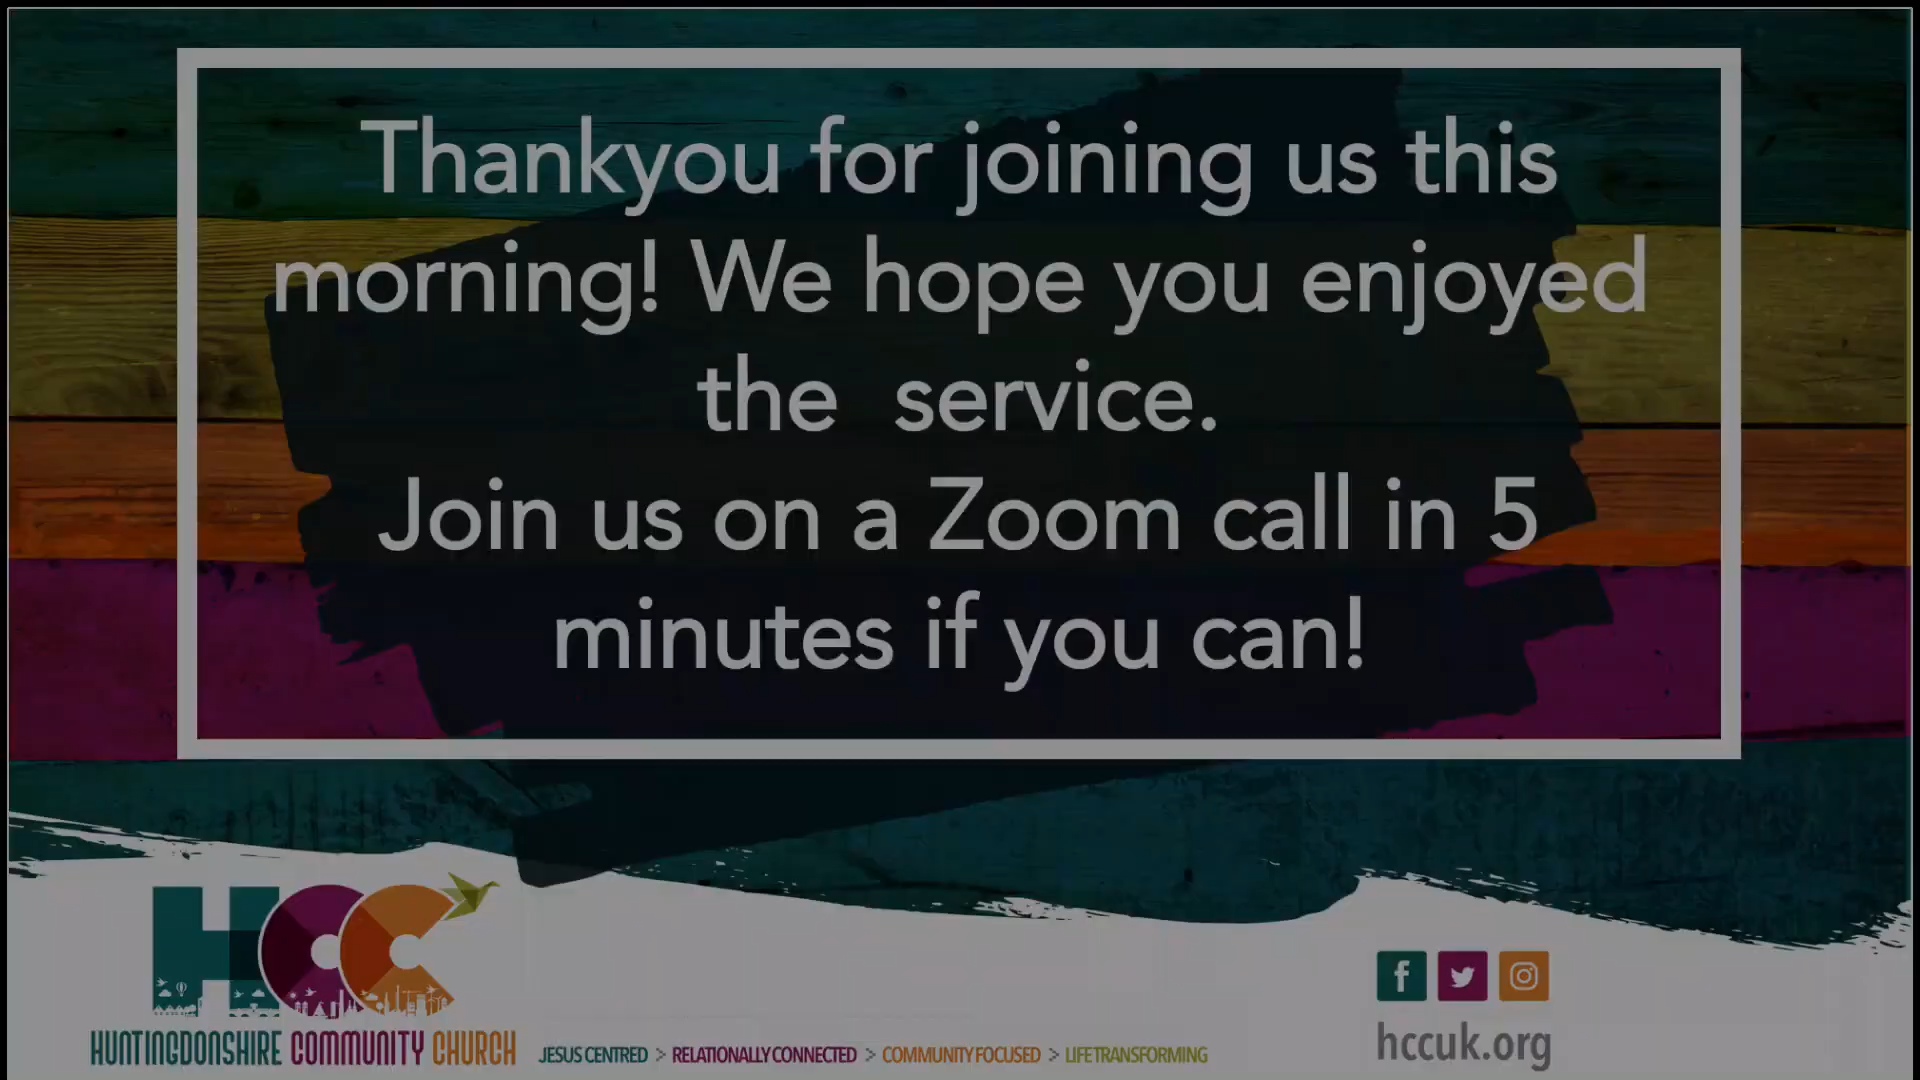 Thankyou for joining us this
morning! We hope you enjoyed
the  service.
Join us on a Zoom call in 5
minutes if you can!
HCC
HUNTINGDONSHIRE COMMUNITY CHURCH
JESUS CENTRED > RELATIONALLY CONNECTED > COMMUNITY FOCUSED > LIFE TRANSFORMING
hccuk.org